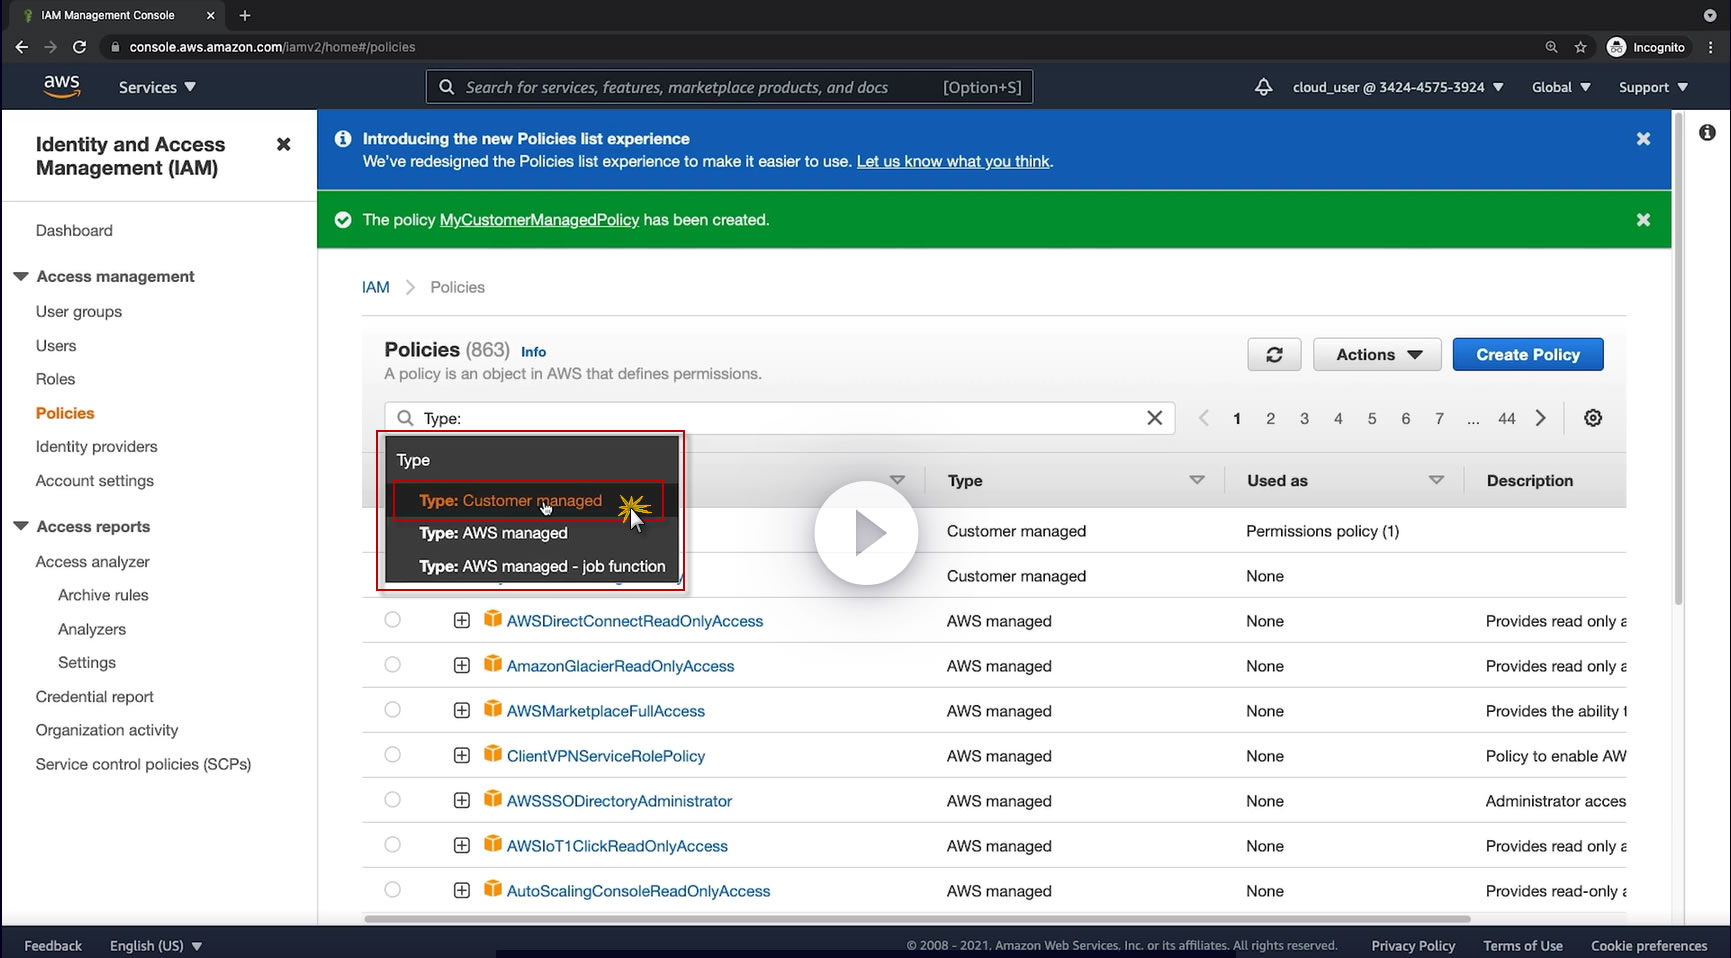 IAM Management Console
console.aws.amazon.com/iamv2/home#/policies
Incognito
aws
Services
Search for services, features, marketplace products, and docs [Option+S]
cloud_user @ 3424-4575-3924
Global
Support
Identity and Access
Management (IAM)
Dashboard
Access management
User groups
Users
Roles
Policies
Identity providers
Account settings
Access reports
Access analyzer
Archive rules
Analyzers
Settings
Credential report
Organization activity
Service control policies (SCPs)
Introducing the new Policies list experience
We've redesigned the Policies list experience to make it easier to use. Let us know what you think.
The policy MyCustomerManagedPolicy has been created.
IAM > Policies
Policies (863) Info
A policy is an object in AWS that defines permissions.
Actions
Create Policy
Type:
1 2 3 4 5 6 7 ... 44
Type
Type: Customer managed
Type: AWS managed
Type: AWS managed - job function
Type Used as Description
Customer managed Permissions policy (1)
Customer managed None
AWSDirectConnectReadOnlyAccess AWS managed None Provides read only
AmazonGlacierReadOnlyAccess AWS managed None Provides read only
AWSMarketplaceFullAccess AWS managed None Provides the ability
ClientVPNServiceRolePolicy AWS managed None Policy to enable AW
AWSSSODirectoryAdministrator AWS managed None Administrator acces
AWSIoT1ClickReadOnlyAccess AWS managed None Provides read only
AutoScalingConsoleReadOnlyAccess AWS managed None Provides read-only
Feedback
English (US)
© 2008 - 2021, Amazon Web Services, Inc. or its affiliates. All rights reserved.
Privacy Policy
Terms of Use
Cookie preferences